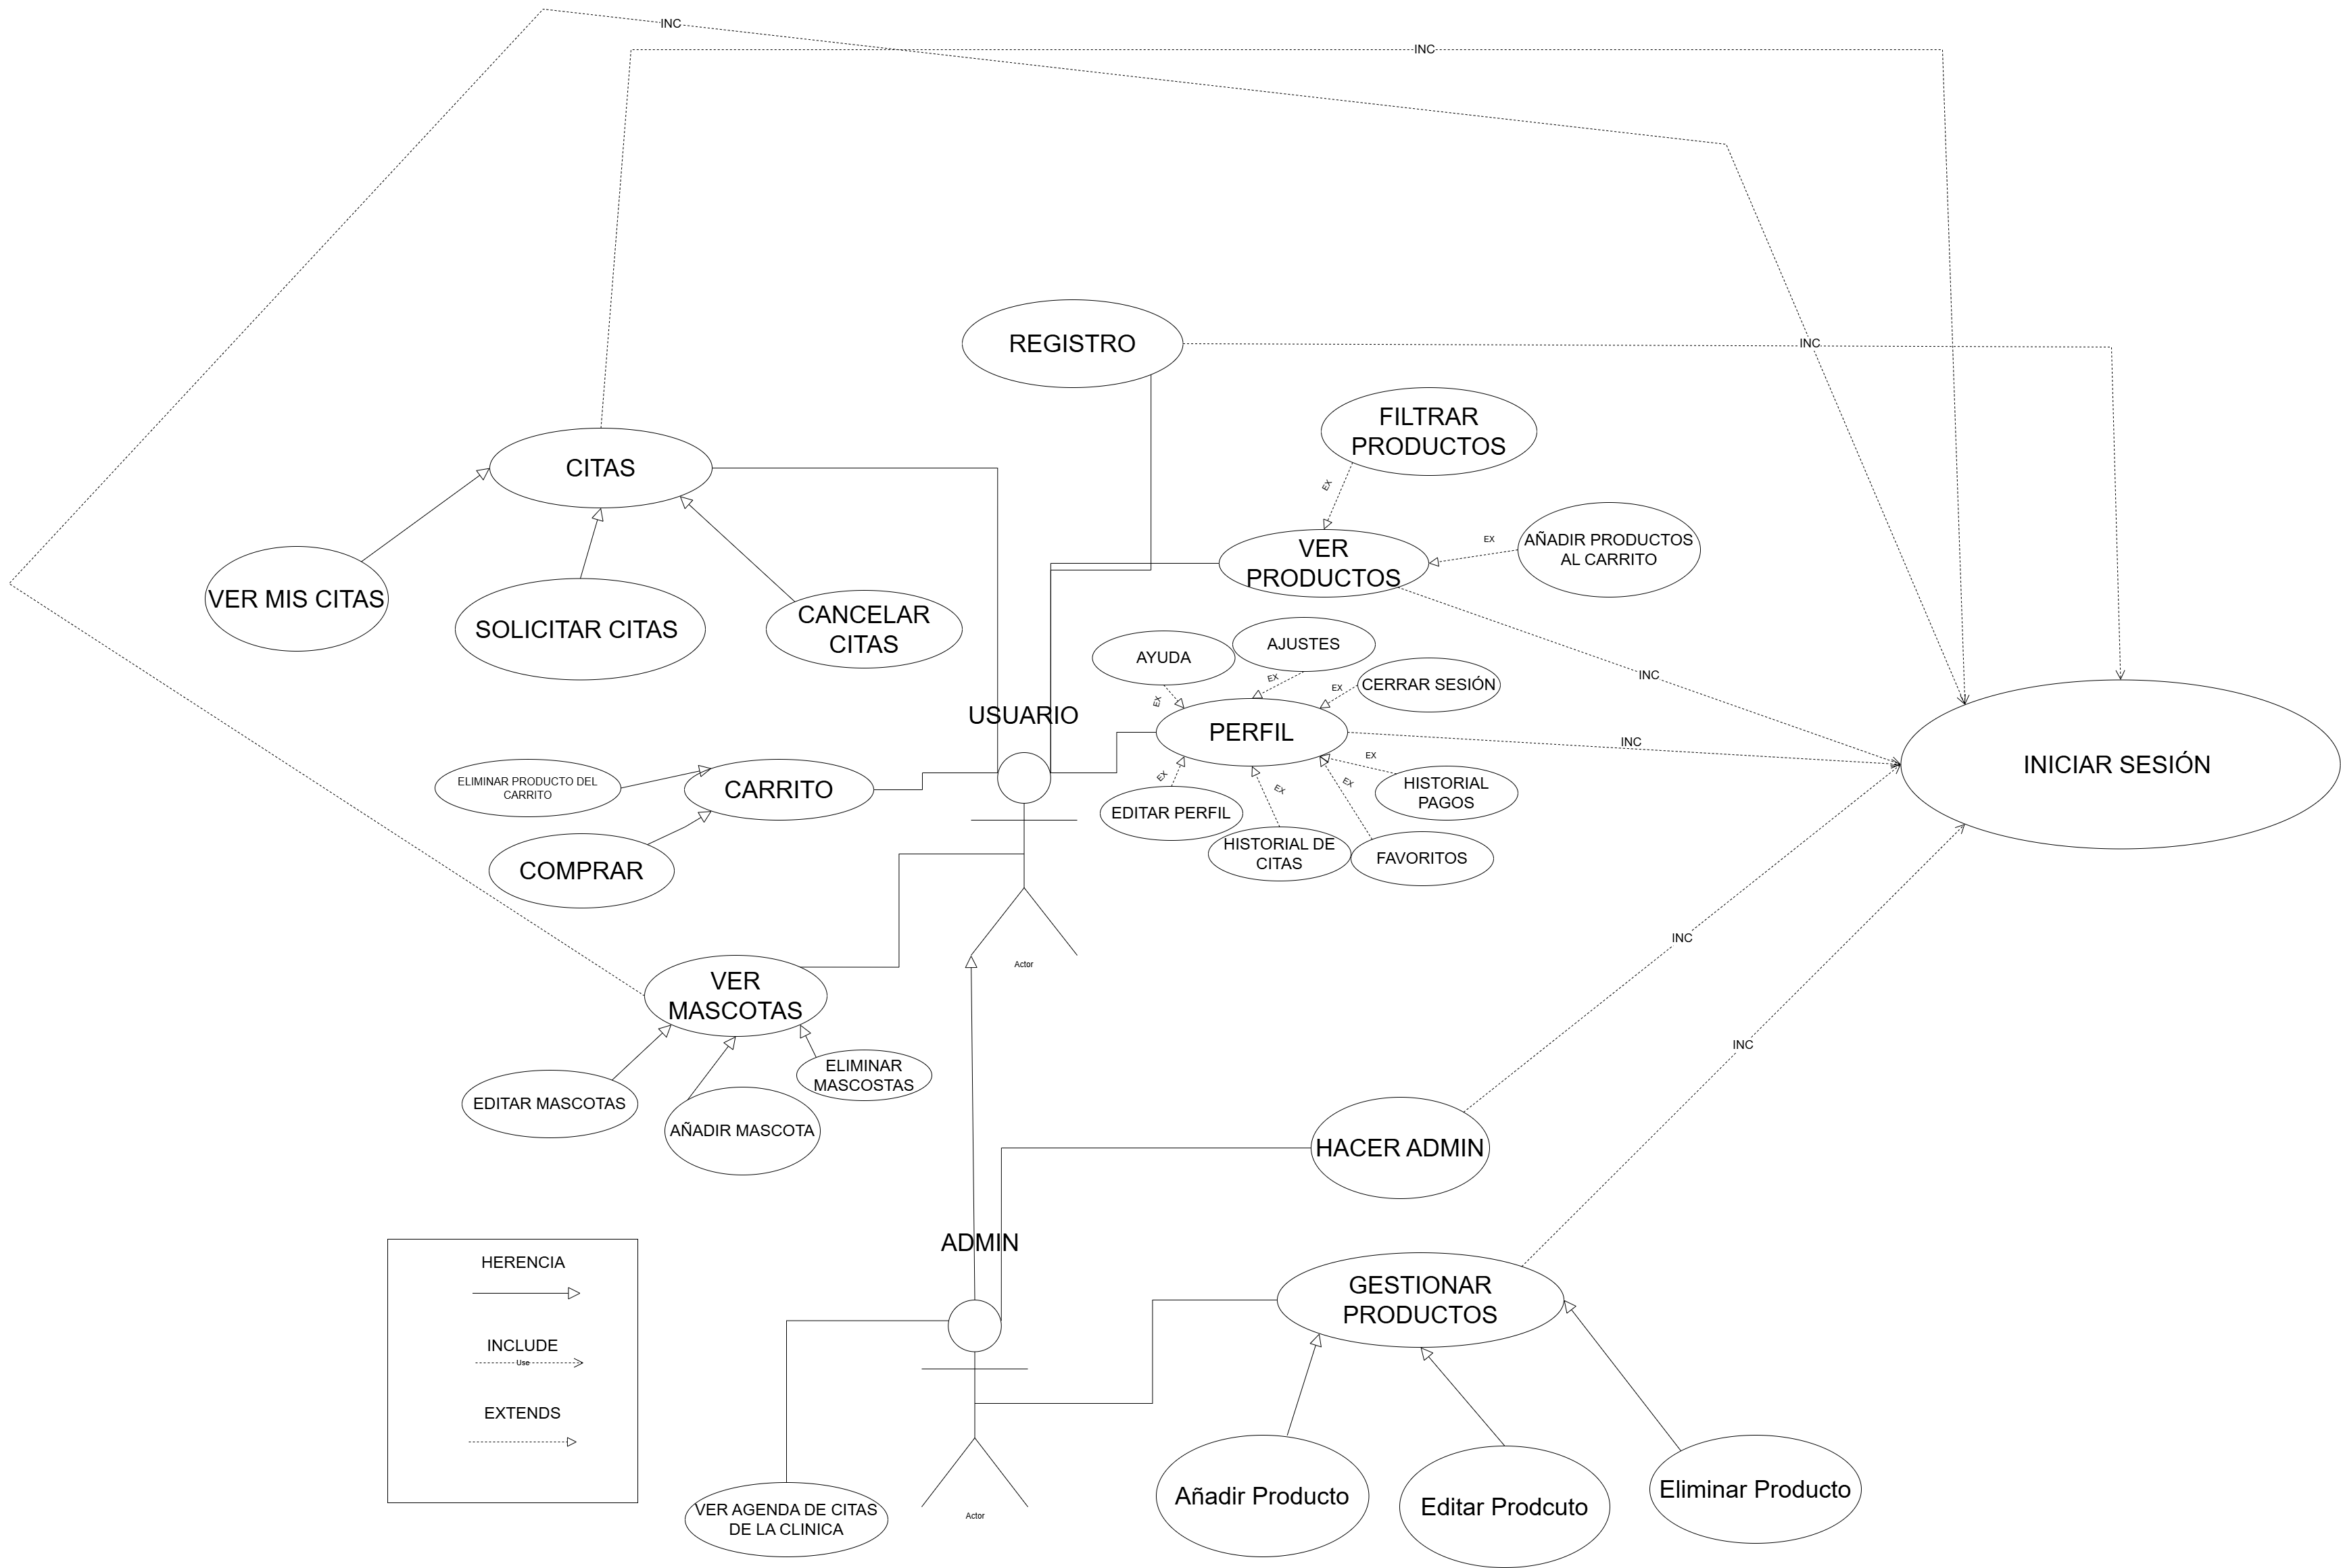 INC
INC
REGISTRO
INC
FILTRAR
PRODUCTOS
CITAS
EX
VER
PRODUCTOS
EX
AÑADIR PRODUCTOS
AL CARRITO
VER MIS CITAS
SOLICITAR CITAS
CANCELAR
CITAS
AYUDA
AJUSTES
INC
EX
EX
EX
CERRAR SESIÓN
USUARIO
PERFIL
INC
INICIAR SESIÓN
ELIMINAR PRODUCTO DEL
CARRITO
CARRITO
EX
EX
EX
EX
HISTORIAL
PAGOS
EDITAR PERFIL
HISTORIAL DE
CITAS
FAVORITOS
COMPRAR
INC
Actor
VER
MASCOTAS
INC
EDITAR MASCOTAS
AÑADIR MASCOTA
ELIMINAR
MASCOSTAS
HACER ADMIN
ADMIN
HERENCIA
GESTIONAR
PRODUCTOS
INCLUDE
Use
EXTENDS
Añadir Producto
Editar Prodcuto
Eliminar Producto
VER AGENDA DE CITAS
DE LA CLINICA
Actor